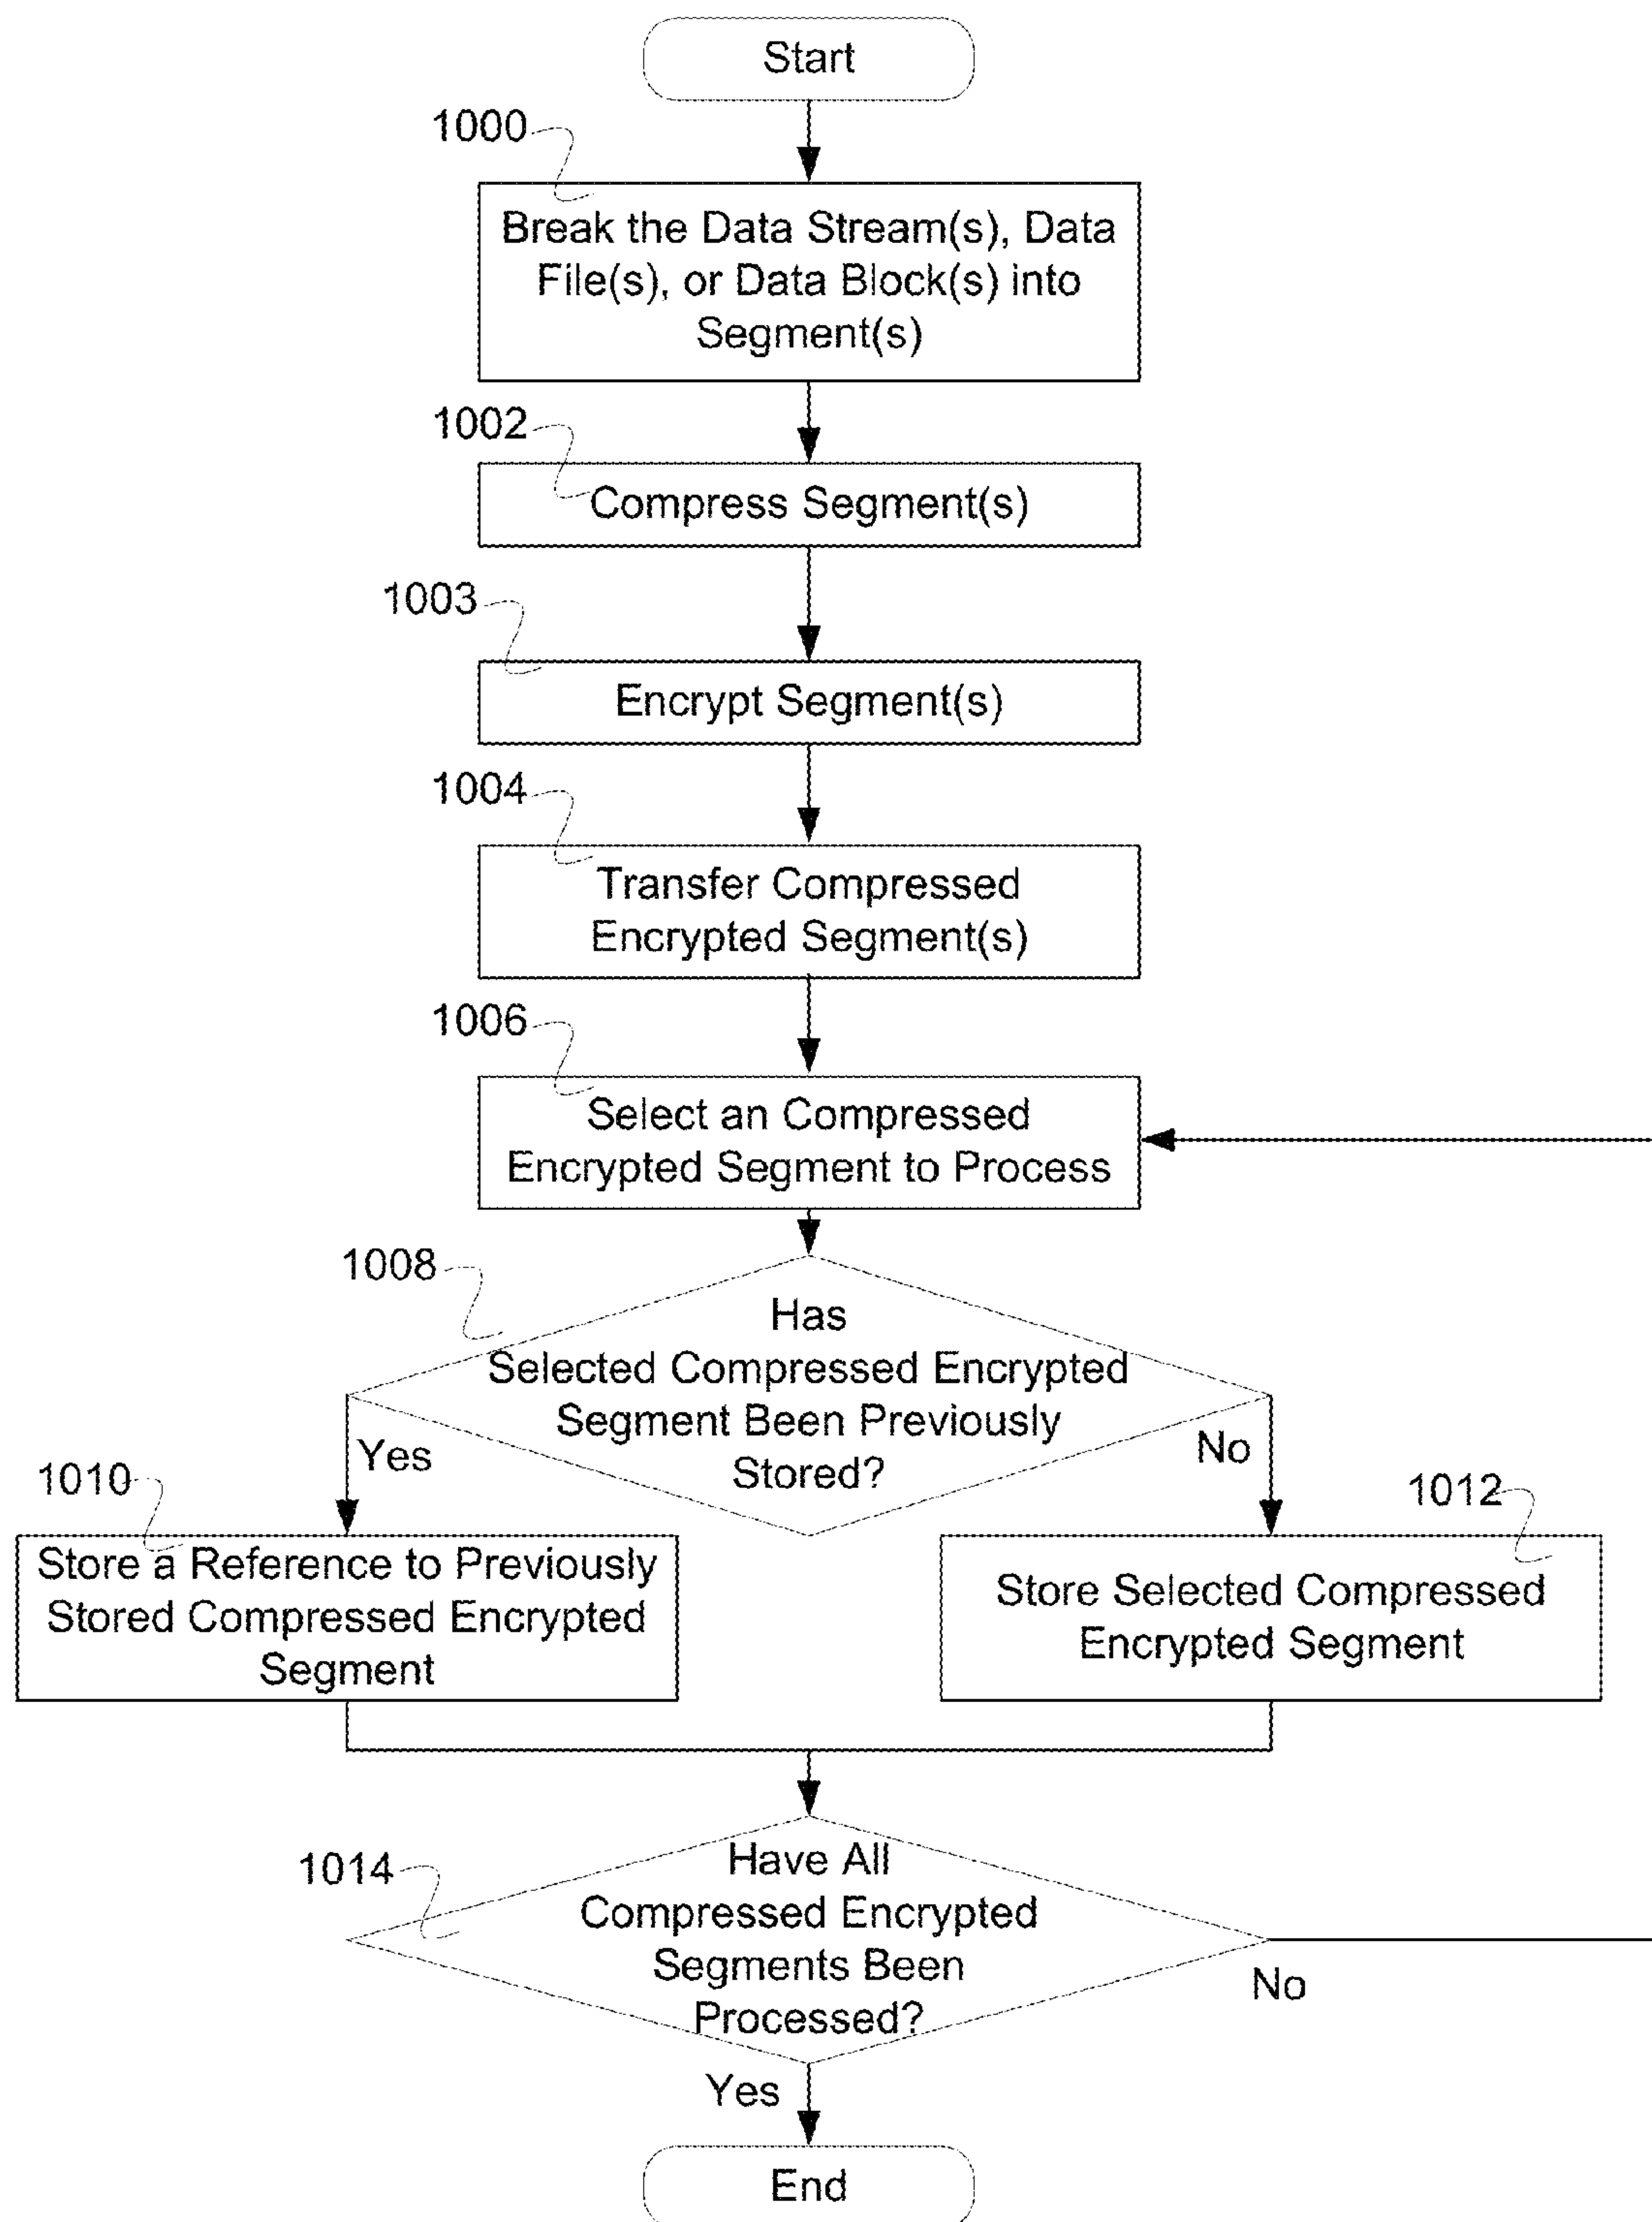 Start
1000
Break the Data Stream(s), Data
File(s), or Data Block(s) into
Segment(s)
1002
Compress Segment(s)
1003
Encrypt Segment(s)
1004
Transfer Compressed
Encrypted Segment(s)
1006
Select an Compressed
Encrypted Segment to Process
1008
Has
Selected Compressed Encrypted
Segment Been Previously
Stored?
Yes
No
1010
Store a Reference to Previously
Stored Compressed Encrypted
Segment
1012
Store Selected Compressed
Encrypted Segment
1014
Have All
Compressed Encrypted
Segments Been
Processed?
No
Yes
End